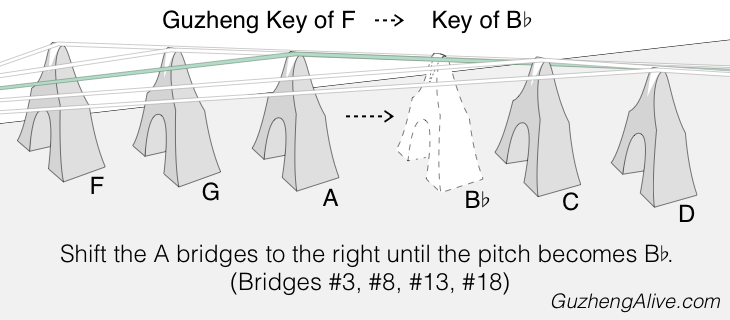 Guzheng Key of F ---> Key of B♭
F
G
A
B♭
C
D
Shift the A bridges to the right until the pitch becomes B♭.
(Bridges #3, #8, #13, #18)
GuzhengAlive.com